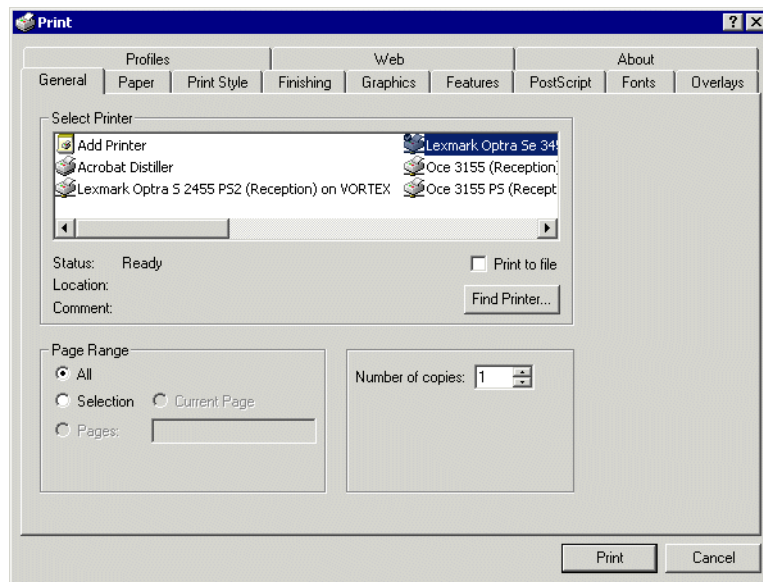 Print
Profiles Web About
General Paper Print Style Finishing Graphics Features PostScript Fonts Overlays
Select Printer
Add Printer Lexmark Optra Se 345
Acrobat Distiller Oce 3155 (Reception)
Lexmark Optra S 2455 PS2 (Reception) on VORTEX Oce 3155 PS (Recept
Status: Ready Print to file
Location:
Find Printer...
Comment:
Page Range
All Number of copies: 1
Selection Current Page
Pages:
Print Cancel